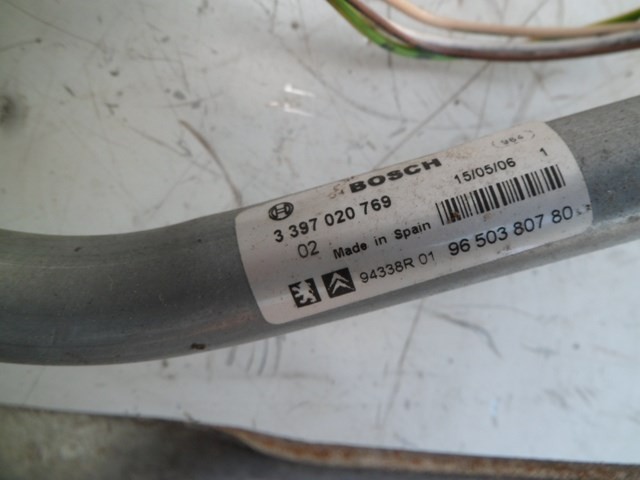 BOSCH
15/05/06 1
3 397 020 769
02 Made in Spain
94338R 01 96 503 807 80